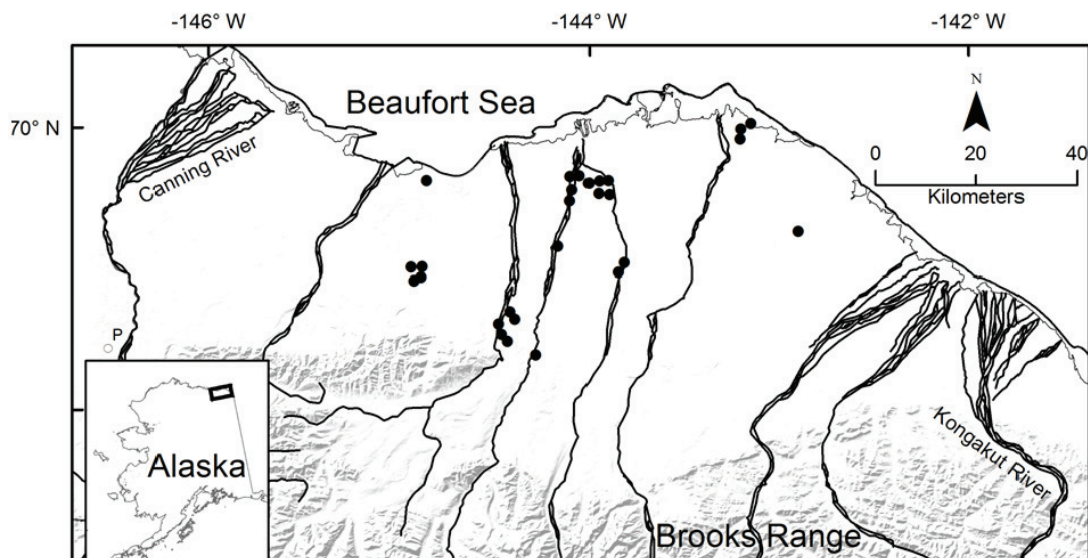 -146° W
-144° W
-142° W
Beaufort Sea
N
70° N
0 20 40
Kilometers
Canning River
P
Alaska
Kongakut River
Brooks Range